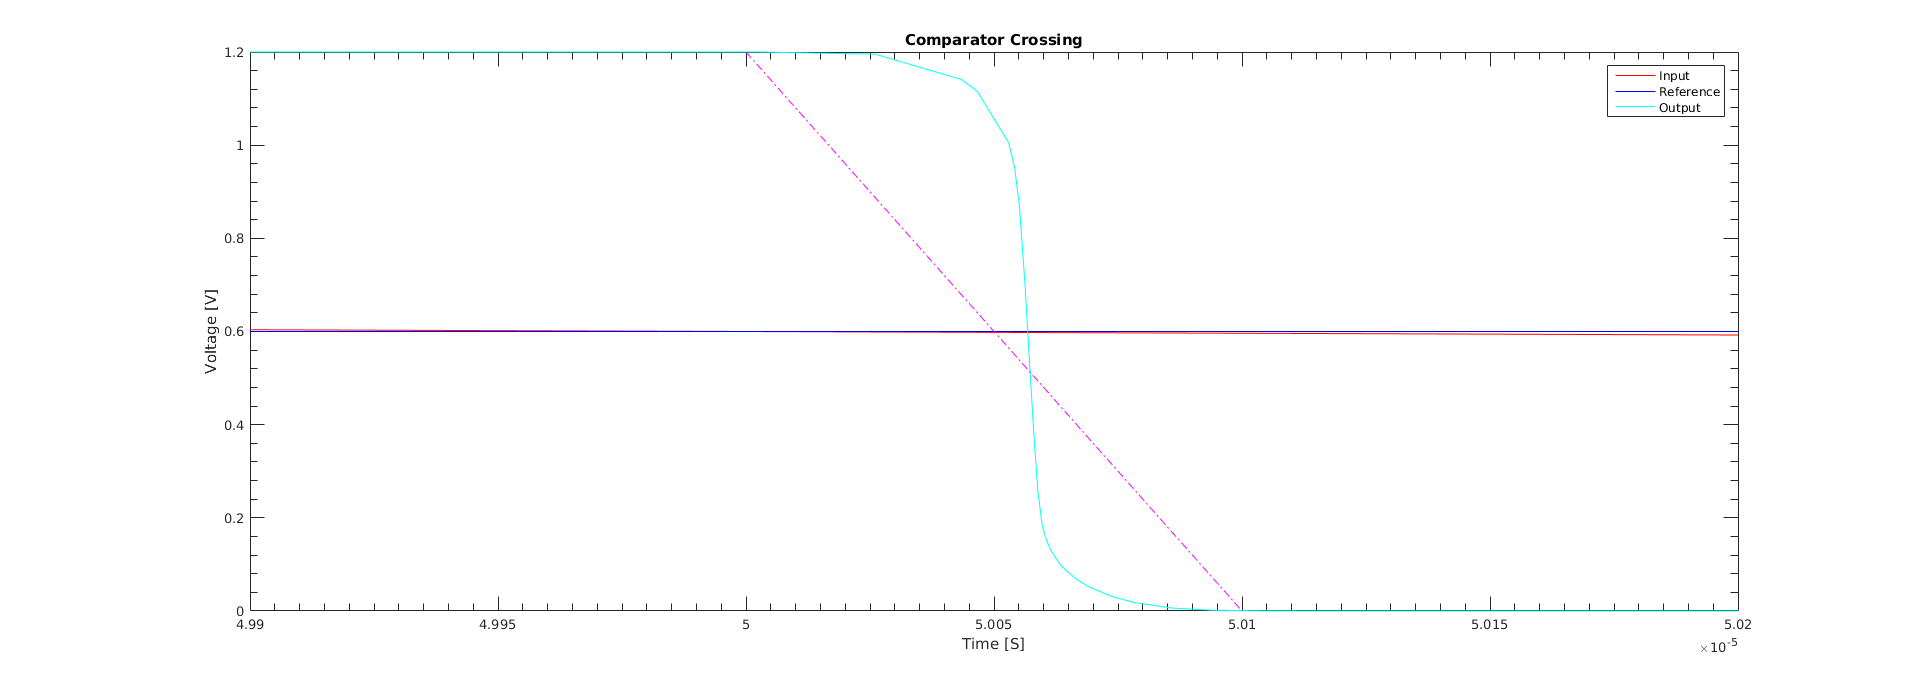 Comparator Crossing
1.2
1
0.8
0.6
0.4
0.2
0
Voltage [V]
Input
Reference
Output
4.99 4.995 5 5.005 5.01 5.015 5.02
Time [S]
×10-5